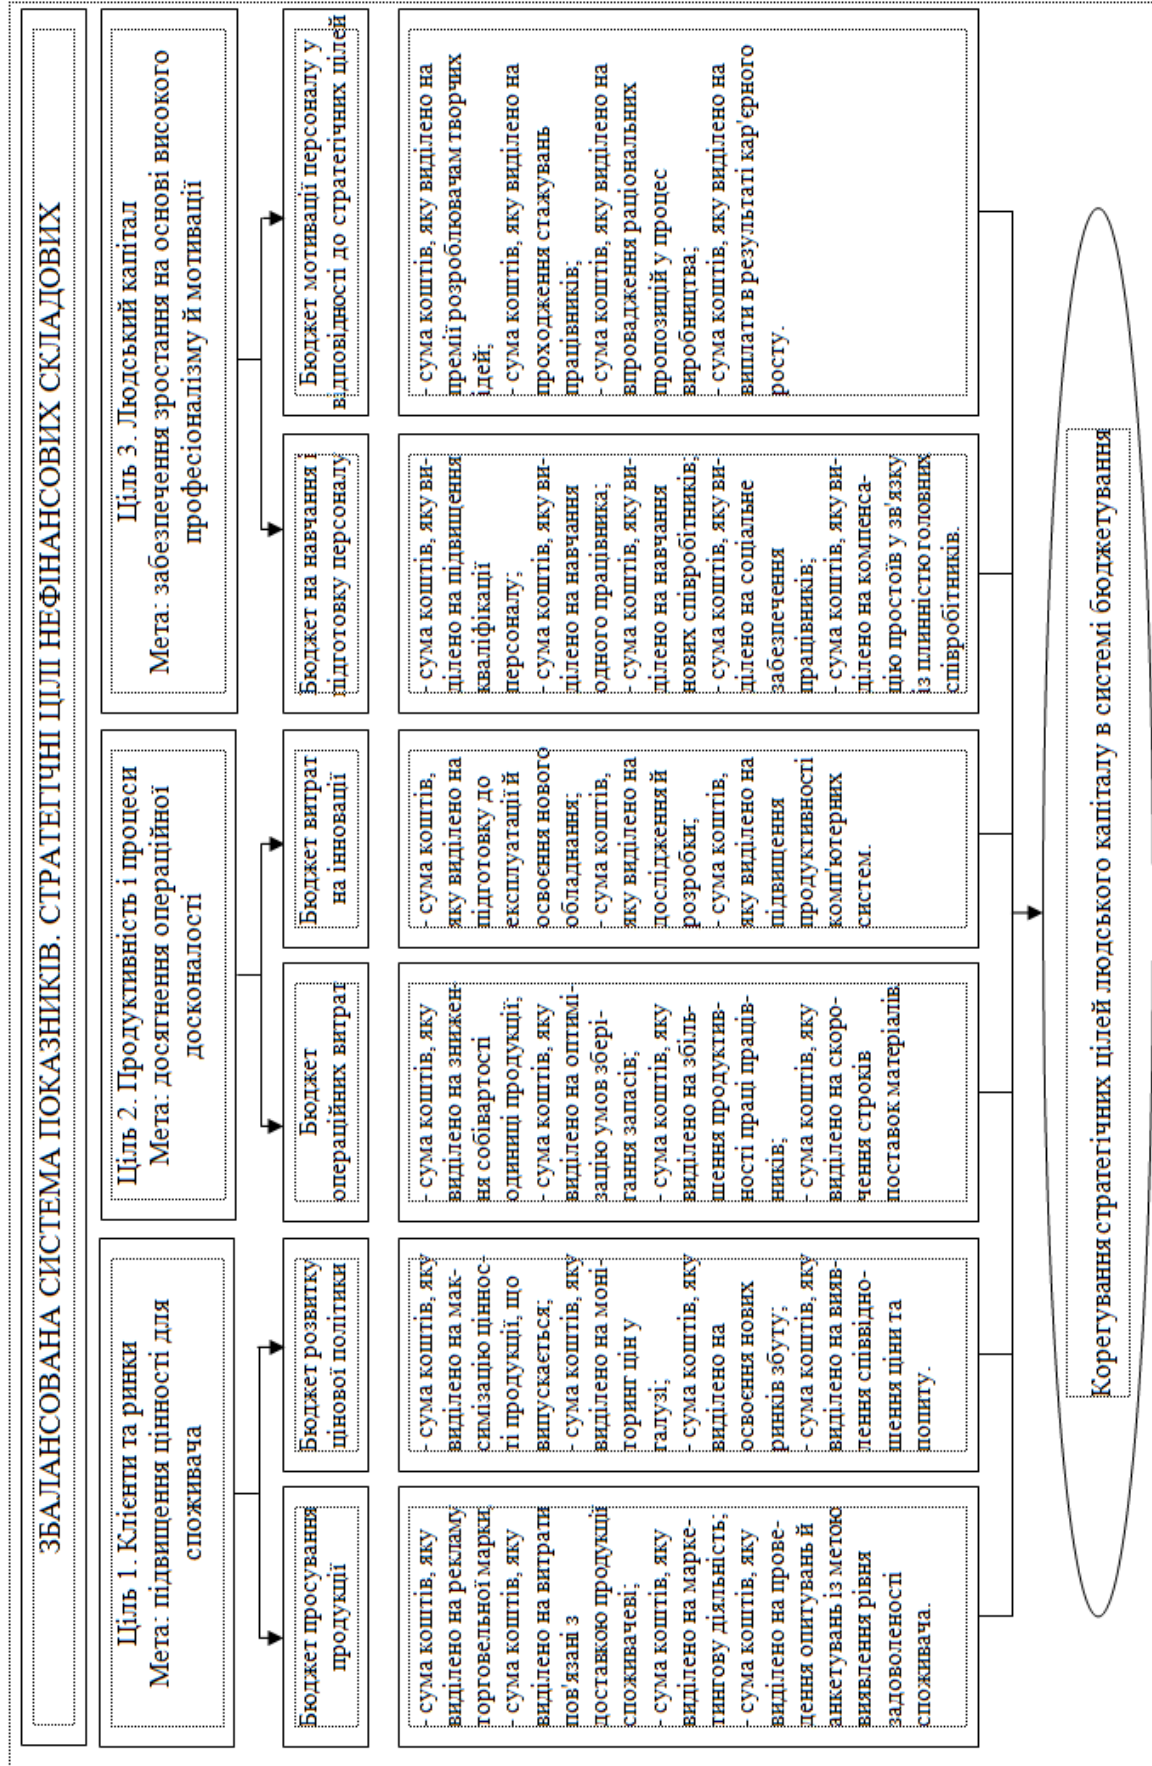 ЗБАЛАНСОВАНА СИСТЕМА ПОКАЗНИКІВ. СТРАТЕГІЧНІ ЦІЛІ НЕФІНАНСОВИХ СКЛАДОВИХ
Ціль 1. Клієнти та ринки
Мета: підвищення цінності для
споживача
Ціль 2. Продуктивність і процеси
Мета: досягнення операційної
досконалості
Ціль 3. Людський капітал
Мета: забезпечення зростання на основі високого
професіоналізму й мотивації
Бюджет просування
продукції
Бюджет розвитку
цінової політики
Бюджет
операційних витрат
Бюджет витрат
на інновації
Бюджет на навчання і
підготовку персоналу
Бюджет мотивації персоналу у
відповідності до стратегічних цілей
- сума коштів, яку
виділено на рекламу
торговельної марки;
- сума коштів, яку
виділено на витрати
пов'язані з
доставкою продукції
споживачеві;
- сума коштів, яку
виділено на марке-
тингову діяльність;
- сума коштів, яку
виділено на прове-
дення опитувань й
анкетувань із метою
виявлення рівня
задоволеності
споживача.
- сума коштів, яку
виділено на мак-
симізацію ціннос-
ті продукції, що
випускається;
- сума коштів, яку
виділено на моні-
торинг цін у
галузі;
- сума коштів, яку
виділено на
освоєння нових
ринків збуту;
- сума коштів, яку
виділено на вияв-
лення співвідно-
шення ціни та
попиту.
- сума коштів, яку
виділено на знижен-
ня собівартості
одиниці продукції;
- сума коштів, яку
виділено на оптимі-
зацію умов збері-
гання запасів;
- сума коштів, яку
виділено на збіль-
шення продуктив-
ності праці праців-
ників;
- сума коштів, яку
виділено на скоро-
чення строків
поставок матеріалів
- сума коштів,
яку виділено на
підготовку до
експлуатації й
освоєння нового
обладнання;
- сума коштів,
яку виділено на
дослідження й
розробки;
- сума коштів,
яку виділено на
підвищення
продуктивності
комп'ютерних
систем.
- сума коштів, яку ви-
ділено на підвищення
кваліфікації
персоналу;
- сума коштів, яку ви-
ділено на навчання
одного працівника;
- сума коштів, яку ви-
ділено на навчання
нових співробітників;
- сума коштів, яку ви-
ділено на соціальне
забезпечення
працівників;
- сума коштів, яку ви-
ділено на компенса-
цію простоїв у зв'язку
із плинністю головних
співробітників.
- сума коштів, яку виділено на
премії розроблювачам творчих
ідей;
- сума коштів, яку виділено на
проходження стажувань
працівників;
- сума коштів, яку виділено на
впровадження раціональних
пропозицій у процес
виробництва;
- сума коштів, яку виділено на
виплати в результаті кар'єрного
росту.
Корегування стратегічних цілей людського капіталу в системі бюджетування